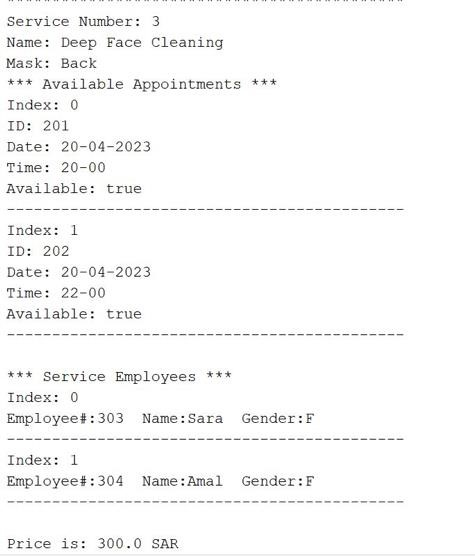 ******************************************
Service Number: 3
Name: Deep Face Cleaning
Mask: Back
*** Available Appointments ***
Index: 0
ID: 201
Date: 20-04-2023
Time: 20-00
Available: true
------------------------------------------
Index: 1
ID: 202
Date: 20-04-2023
Time: 22-00
Available: true
------------------------------------------
*** Service Employees ***
Index: 0
Employee#:303  Name:Sara  Gender:F
------------------------------------------
Index: 1
Employee#:304  Name:Amal  Gender:F
------------------------------------------
Price is: 300.0 SAR